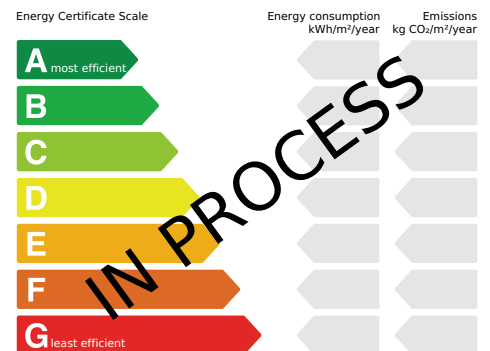 Energy Certificate Scale
Energy consumption
kWh/m²/year
Emissions
kg CO₂/m²/year
A most efficient
B
C
D
E
F
G least efficient
IN PROCESS